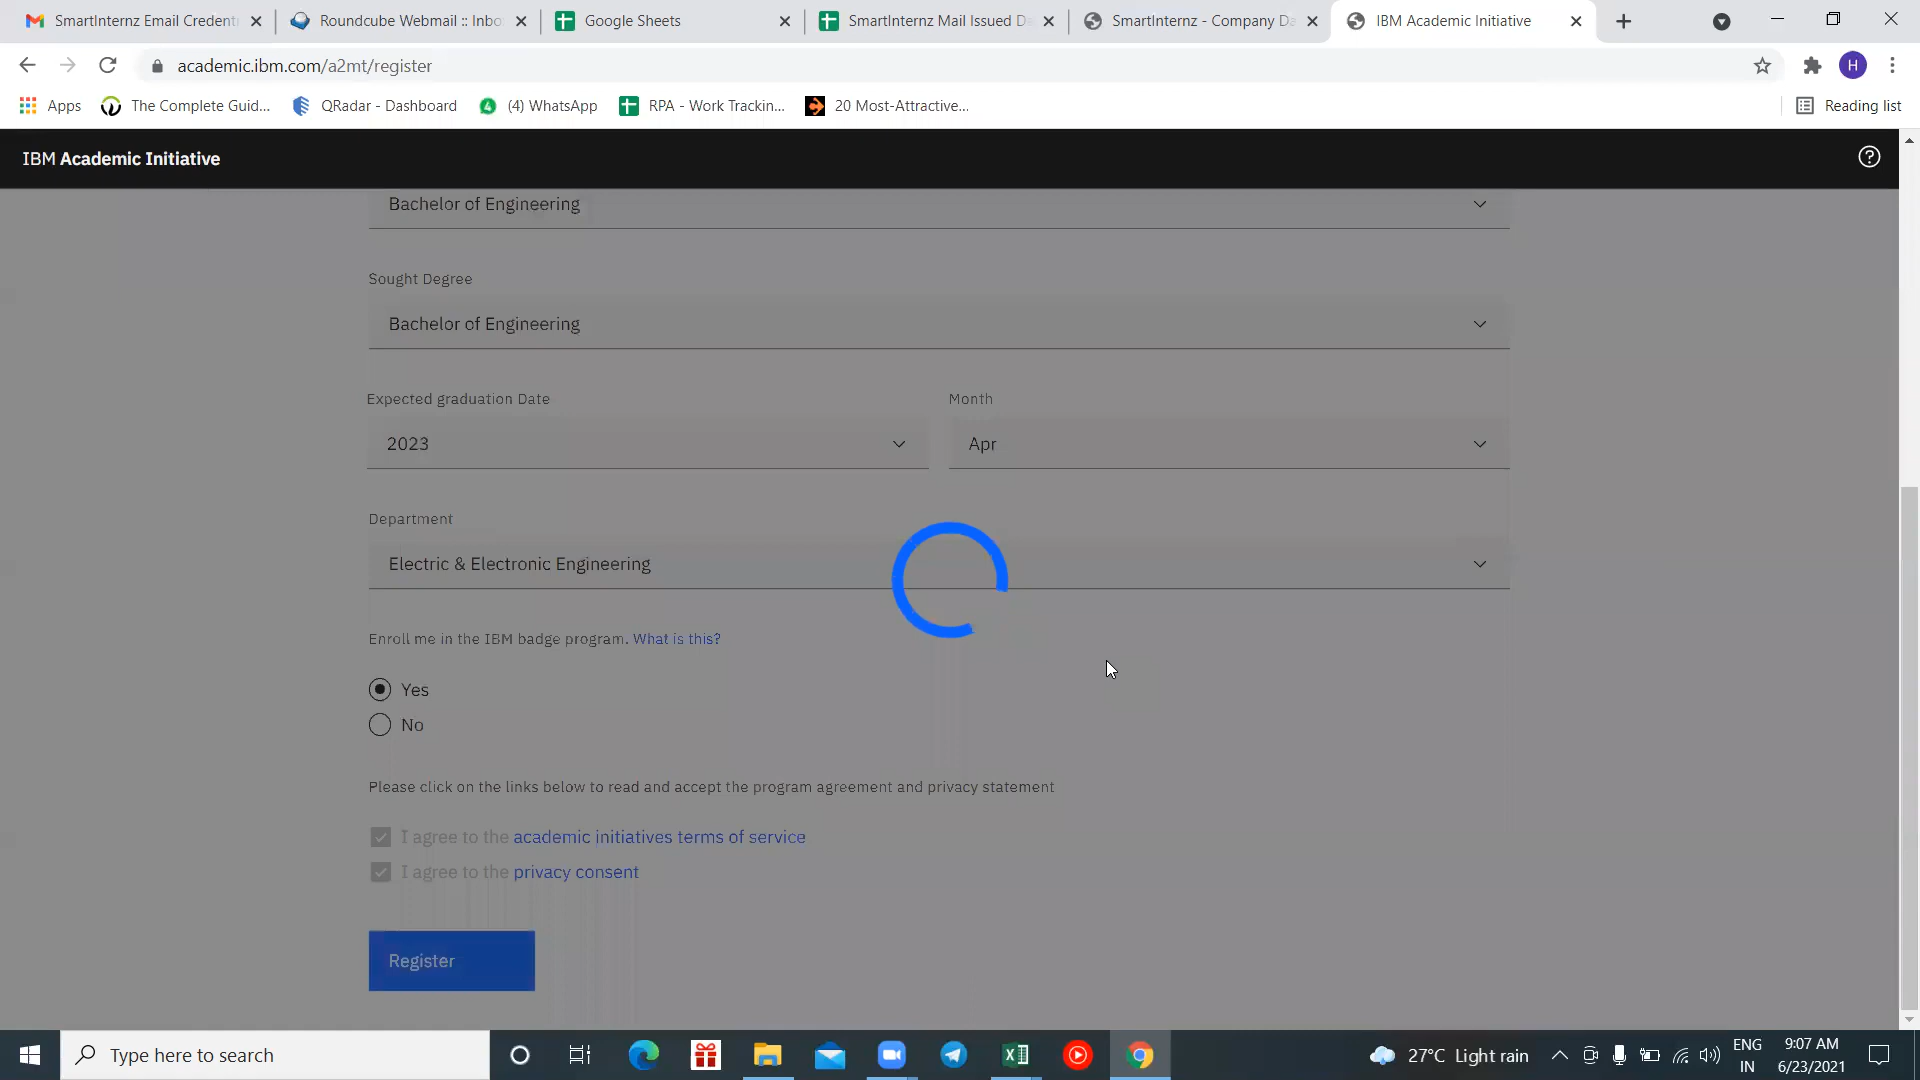 SmartInternz Email Credent
Roundcube Webmail :: Inbo
Google Sheets
SmartInternz Mail Issued D
SmartInternz - Company Da
IBM Academic Initiative
academic.ibm.com/a2mt/register
H
Apps
The Complete Guid...
QRadar - Dashboard
4
(4) WhatsApp
RPA - Work Trackin...
20 Most-Attractive...
Reading list
IBM Academic Initiative
Bachelor of Engineering
Sought Degree
Bachelor of Engineering
Expected graduation Date
Month
2023
Apr
Department
Electric & Electronic Engineering
Enroll me in the IBM badge program. What is this?
Yes
No
Please click on the links below to read and accept the program agreement and privacy statement
I agree to the academic initiatives terms of service
I agree to the privacy consent
Register
Type here to search
27°C Light rain
ENG
IN
9:07 AM
6/23/2021